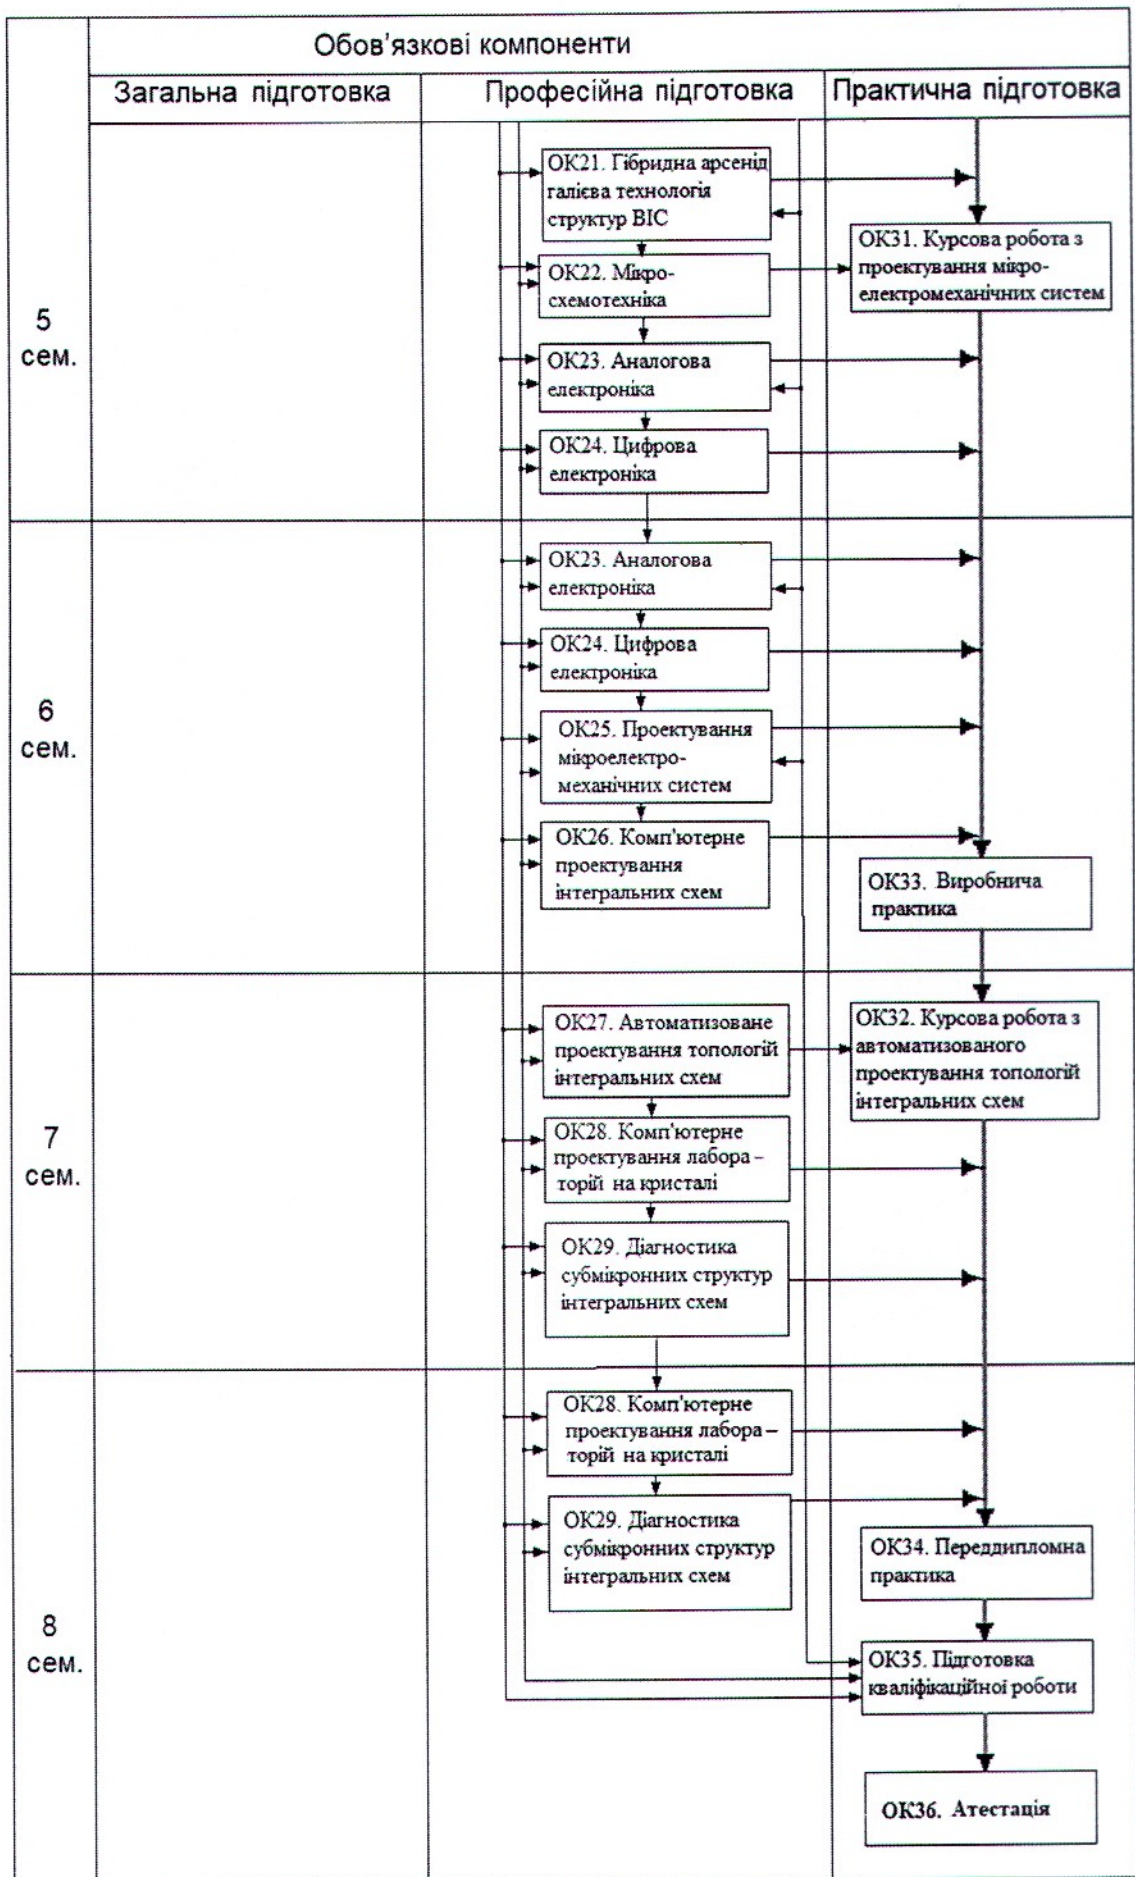 Обов’язкові компоненти
Загальна підготовка
Професійна підготовка
Практична підготовка
5
сем.
ОК21. Гібридна арсенід
галієва технологія
структур ВІС
ОК22. Мікро-
схемотехніка
ОК23. Аналогова
електроніка
ОК24. Цифрова
електроніка
ОК31. Курсова робота з
проектування мікро-
електромеханічних систем
6
сем.
ОК23. Аналогова
електроніка
ОК24. Цифрова
електроніка
ОК25. Проектування
мікроелектро-
механічних систем
ОК26. Комп'ютерне
проектування
інтегральних схем
ОК33. Виробнича
практика
7
сем.
ОК27. Автоматизоване
проектування топологій
інтегральних схем
ОК28. Комп'ютерне
проектування лабора –
торій на кристалі
ОК29. Діагностика
субмікронних структур
інтегральних схем
ОК32. Курсова робота з
автоматизованого
проектування топологій
інтегральних схем
8
сем.
ОК28. Комп'ютерне
проектування лабора –
торій на кристалі
ОК29. Діагностика
субмікронних структур
інтегральних схем
ОК34. Переддипломна
практика
ОК35. Підготовка
кваліфікаційної роботи
ОК36. Атестація